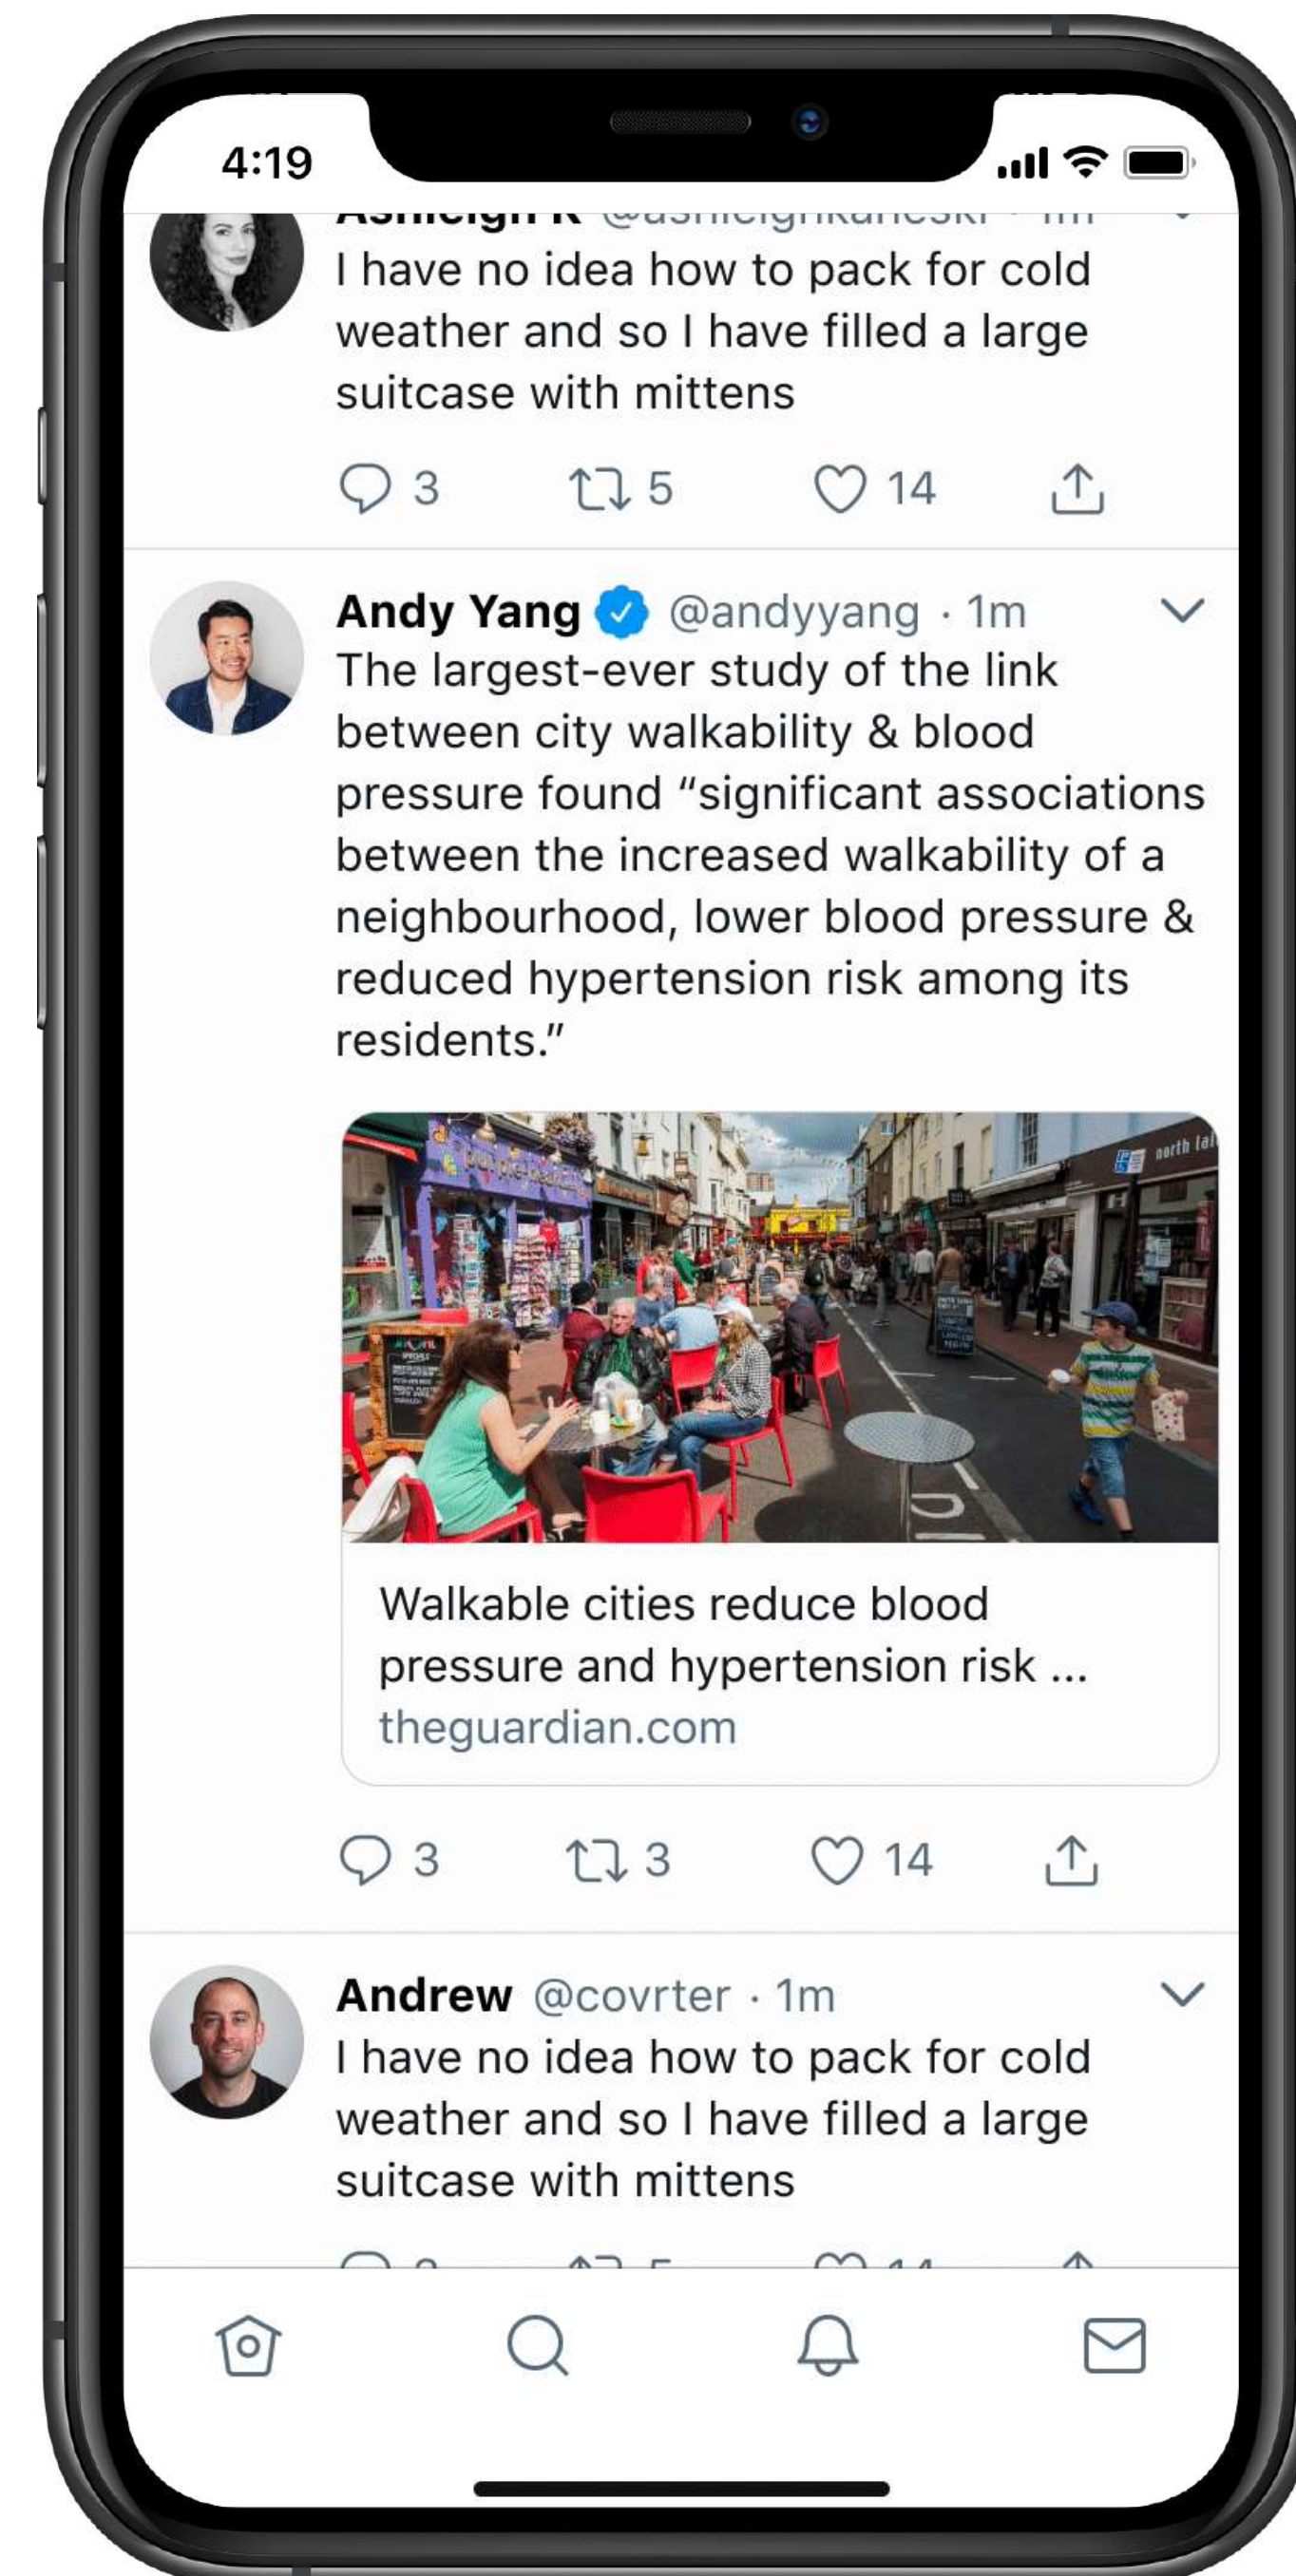 4:19
I have no idea how to pack for cold
weather and so I have filled a large
suitcase with mittens
3 5 14
Andy Yang @andyyang · 1m
The largest-ever study of the link
between city walkability & blood
pressure found “significant associations
between the increased walkability of a
neighbourhood, lower blood pressure &
reduced hypertension risk among its
residents.”
north lai
Walkable cities reduce blood
pressure and hypertension risk ...
theguardian.com
3 3 14
Andrew @covrter · 1m
I have no idea how to pack for cold
weather and so I have filled a large
suitcase with mittens